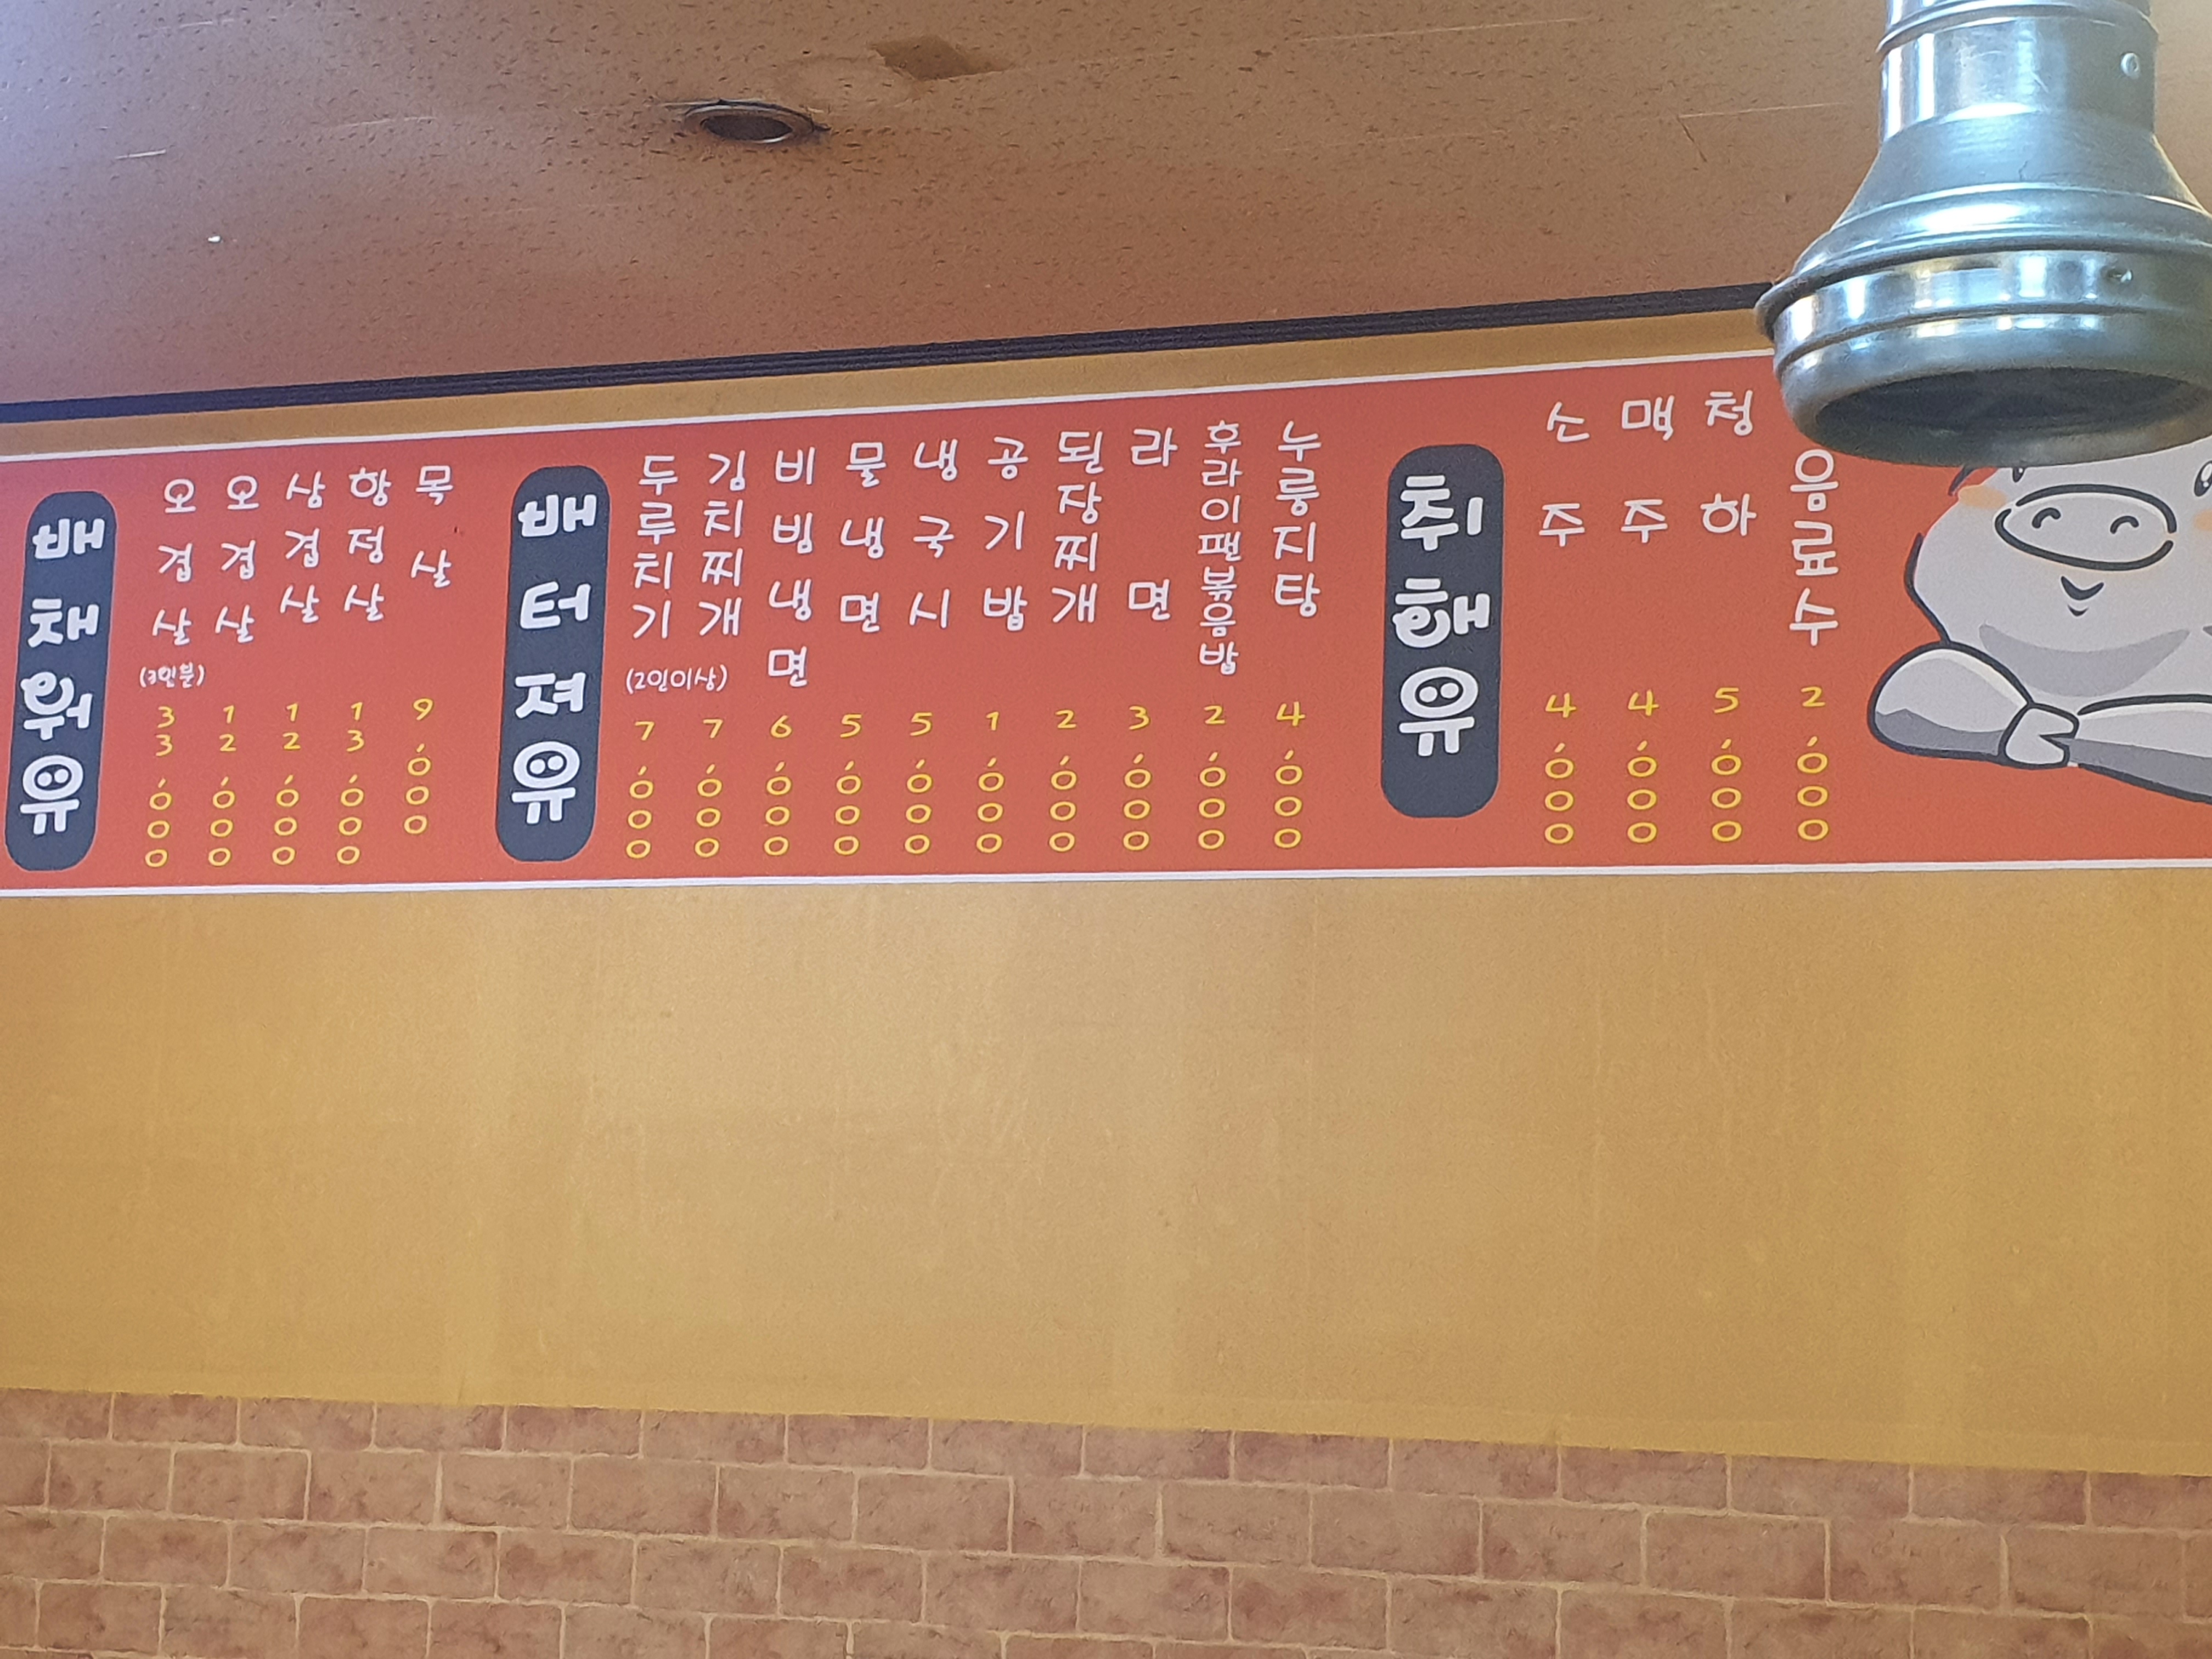 배채워유
오겹살 (3인분) 33,000
오겹살 12,000
삼겹살 12,000
항정살 13,000
목살 9,000
배터져유
두루치기 (2인이상) 7,000
김치찌개 7,000
비빔냉면 6,000
물냉면 5,000
냉국시 5,000
공기밥 1,000
된장찌개 2,000
라면 3,000
후라이팬볶음밥 2,000
누룽지탕 4,000
취해유
소주 4,000
맥주 4,000
청하 5,000
음료수 2,000